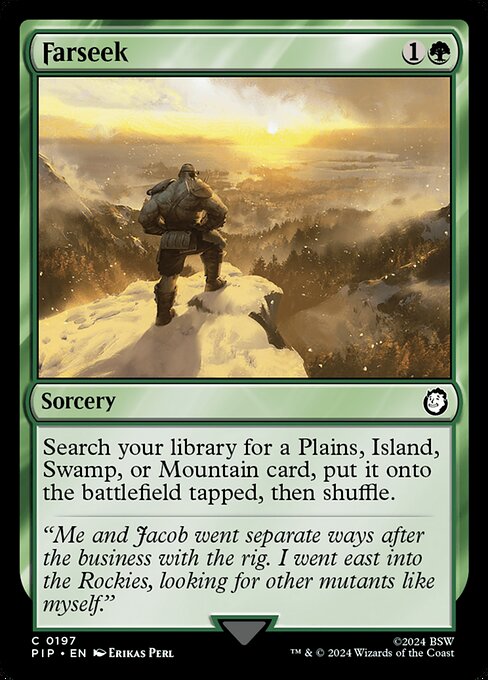 Farseek 1
Sorcery
Search your library for a Plains, Island,
Swamp, or Mountain card, put it onto
the battlefield tapped, then shuffle.
“Me and Jacob went separate ways after
the business with the rig. I went east into
the Rockies, looking for other mutants like
myself.”
C 0197 ©2024 BSW
PIP • EN Erikas Perl ™ & © 2024 Wizards of the Coast